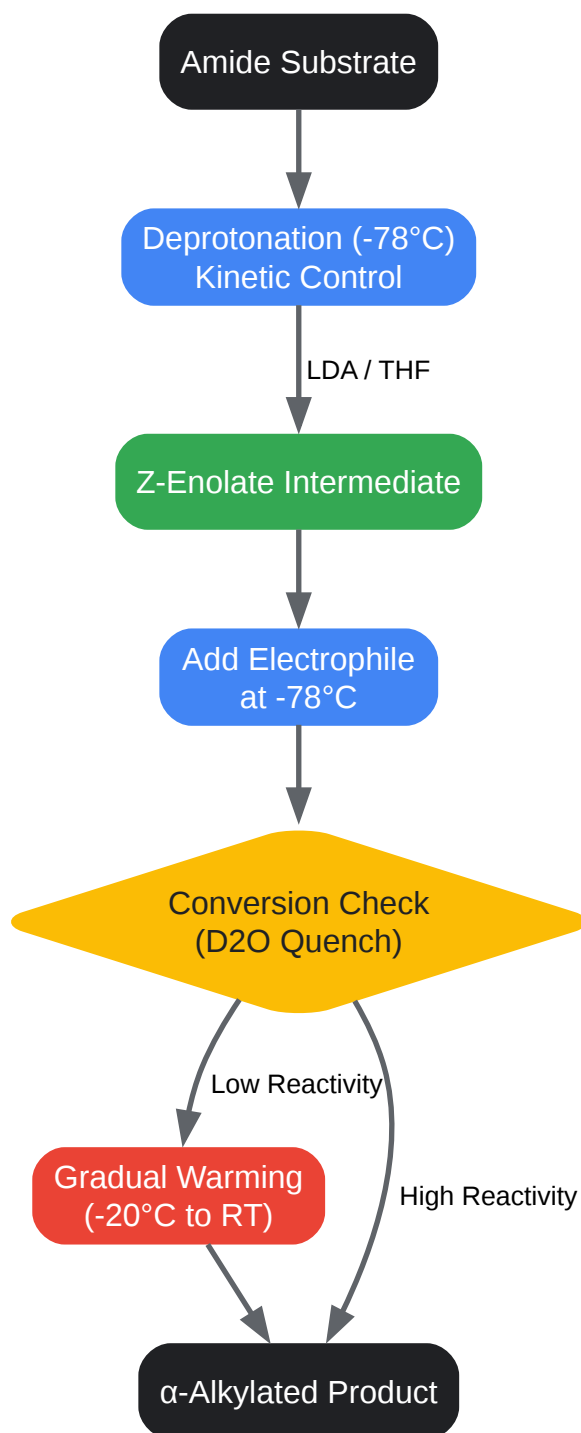 Amide Substrate
Deprotonation (-78°C)
Kinetic Control
LDA / THF
Z-Enolate Intermediate
Add Electrophile
at -78°C
Conversion Check
(D2O Quench)
Low Reactivity
Gradual Warming
(-20°C to RT)
High Reactivity
α-Alkylated Product